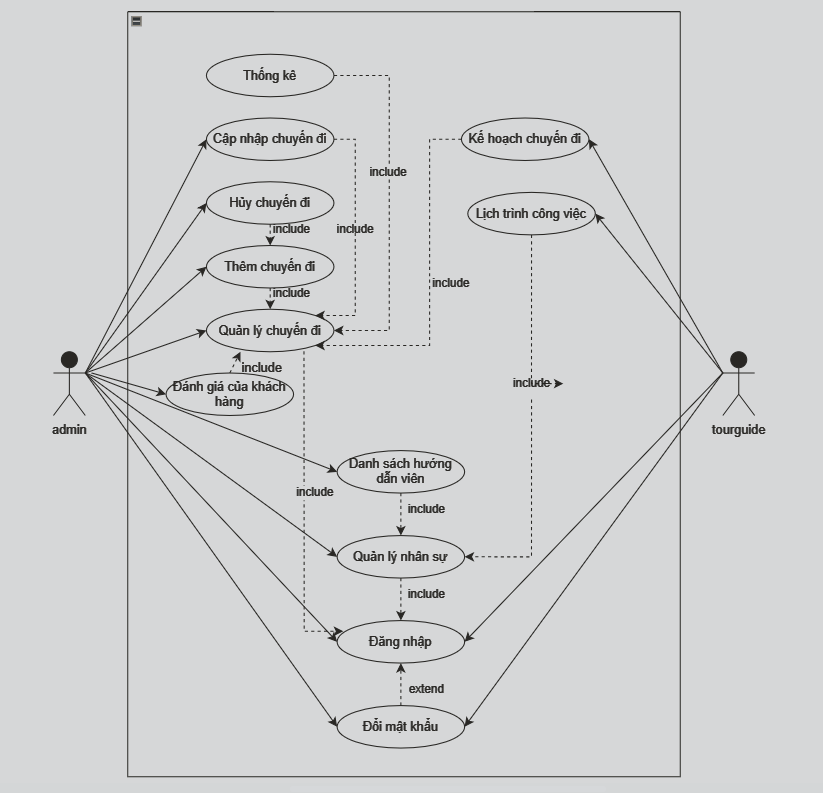 Thống kê
Cập nhập chuyến đi
Kế hoạch chuyến đi
include
Hủy chuyến đi
Lịch trình công việc
include
include
Thêm chuyến đi
include
include
Quản lý chuyến đi
include
Đánh giá của khách
hàng
include
admin
tourguide
Danh sách hướng
dẫn viên
include
include
Quản lý nhân sự
include
Đăng nhập
extend
Đổi mật khẩu